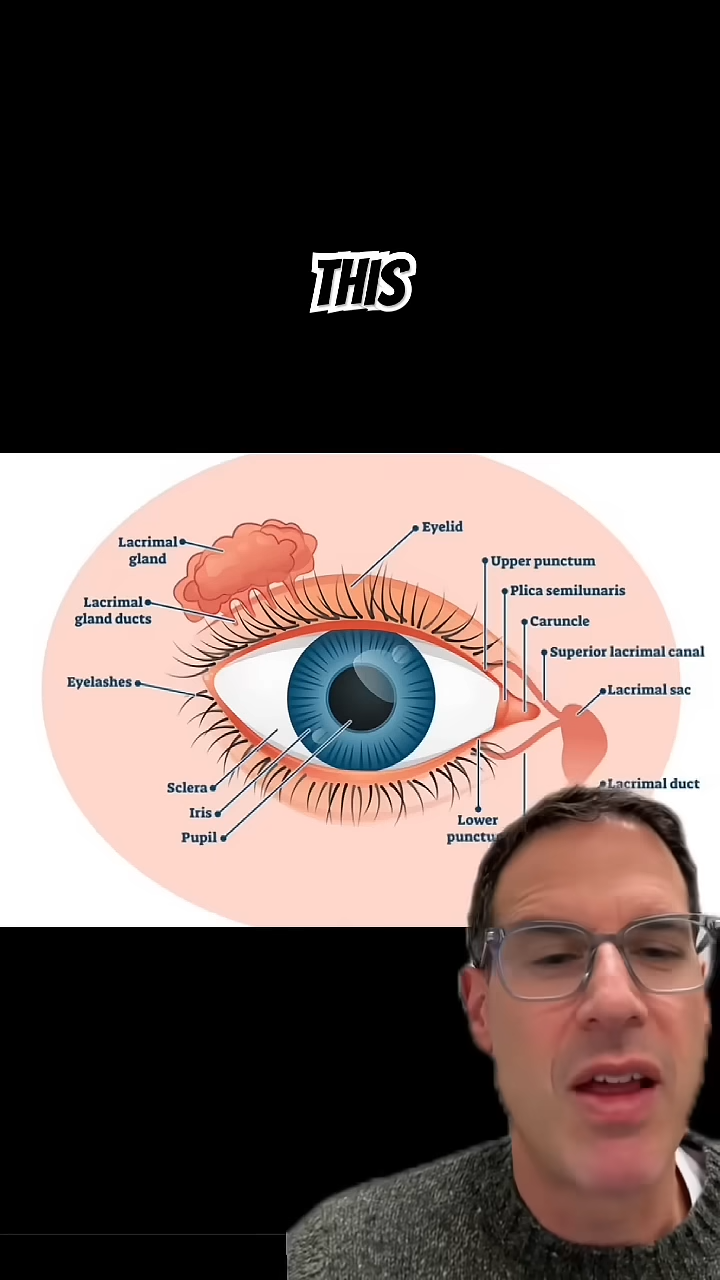 THIS
Lacrimal
gland
Eyelid
Upper punctum
Lacrimal
gland ducts
Plica semilunaris
Caruncle
Superior lacrimal canal
Eyelashes
Lacrimal sac
Sclera
Iris
Pupil
Lacrimal duct
Lower